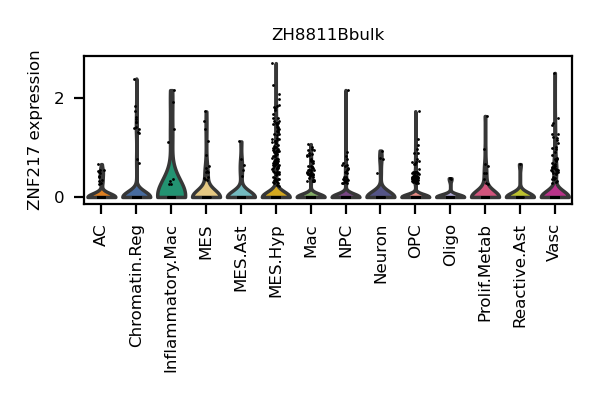 ZH8811Bbulk
ZNF217 expression
2
0
AC
Chromatin.Reg
Inflammatory.Mac
MES
MES.Ast
MES.Hyp
Mac
NPC
Neuron
OPC
Oligo
Prolif.Metab
Reactive.Ast
Vasc